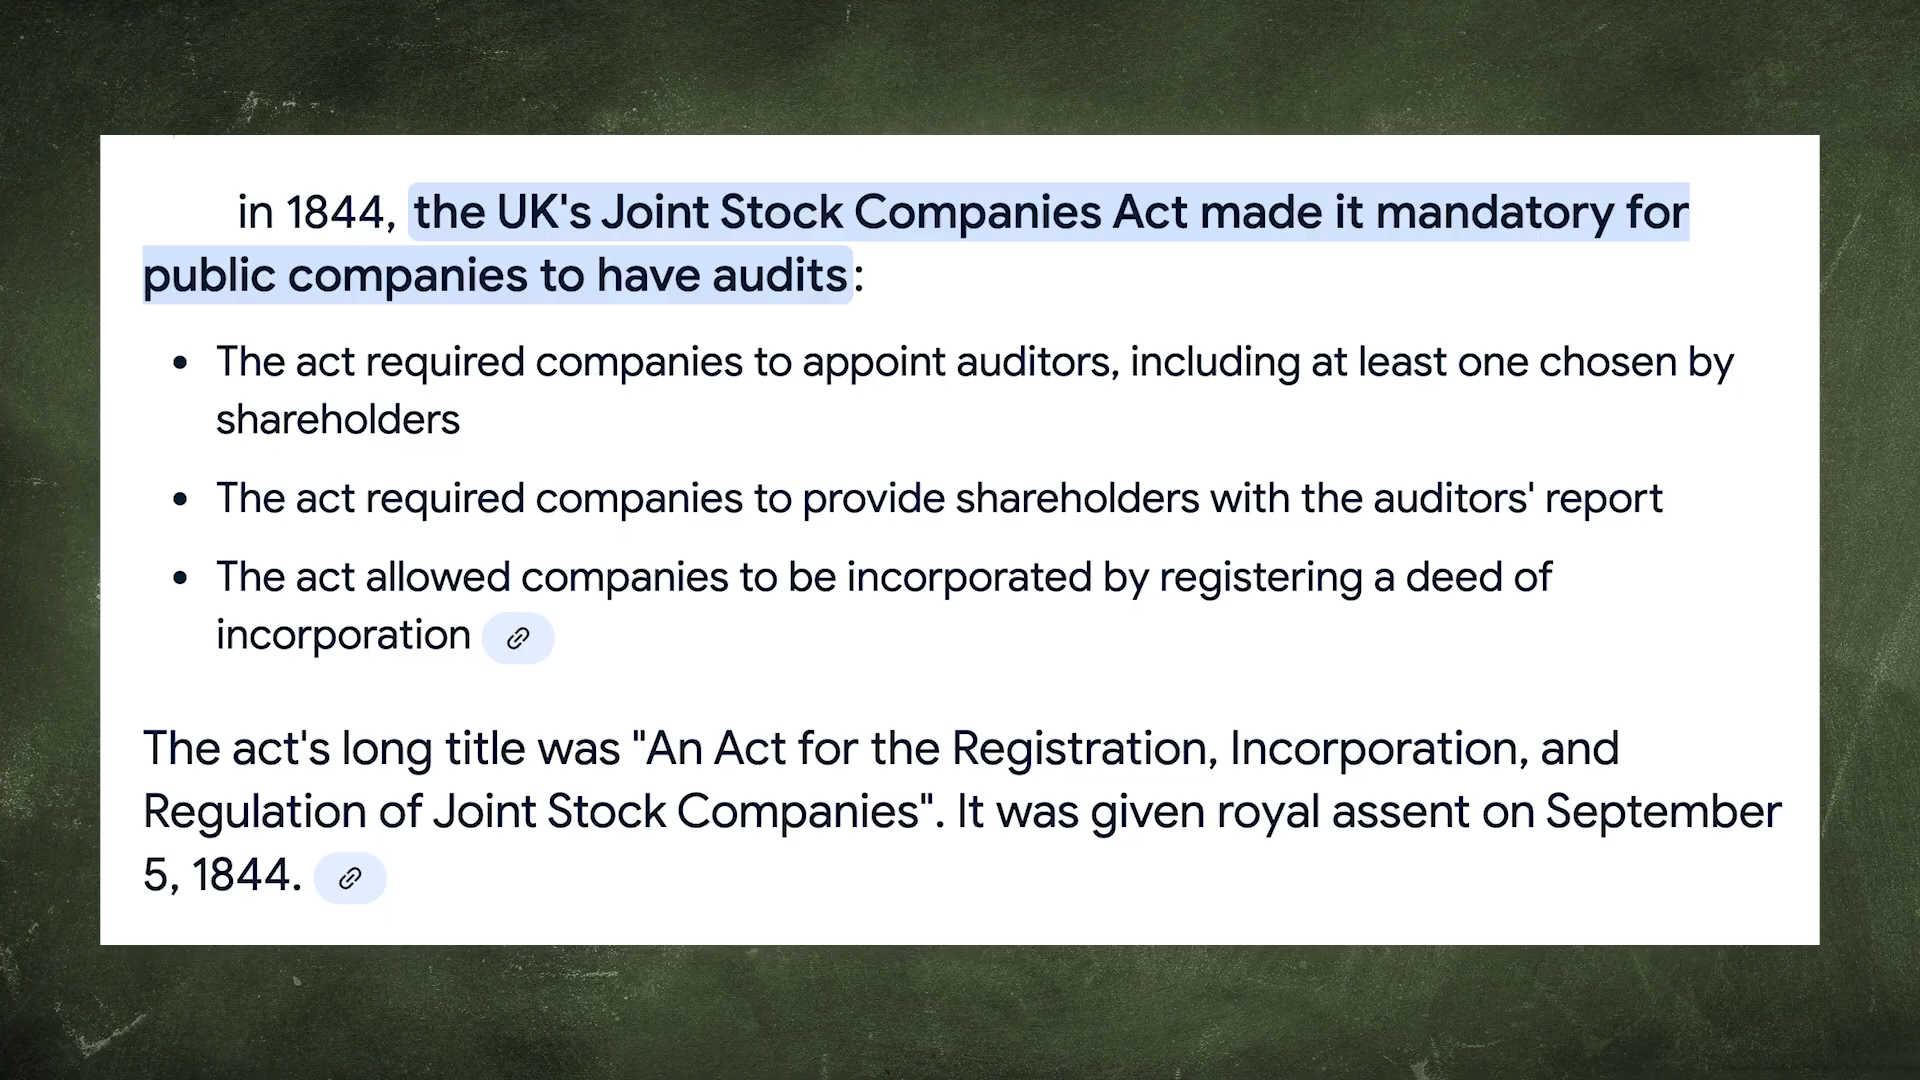 in 1844, the UK's Joint Stock Companies Act made it mandatory for
public companies to have audits:
• The act required companies to appoint auditors, including at least one chosen by
shareholders
• The act required companies to provide shareholders with the auditors' report
• The act allowed companies to be incorporated by registering a deed of
incorporation
The act's long title was "An Act for the Registration, Incorporation, and
Regulation of Joint Stock Companies". It was given royal assent on September
5, 1844.